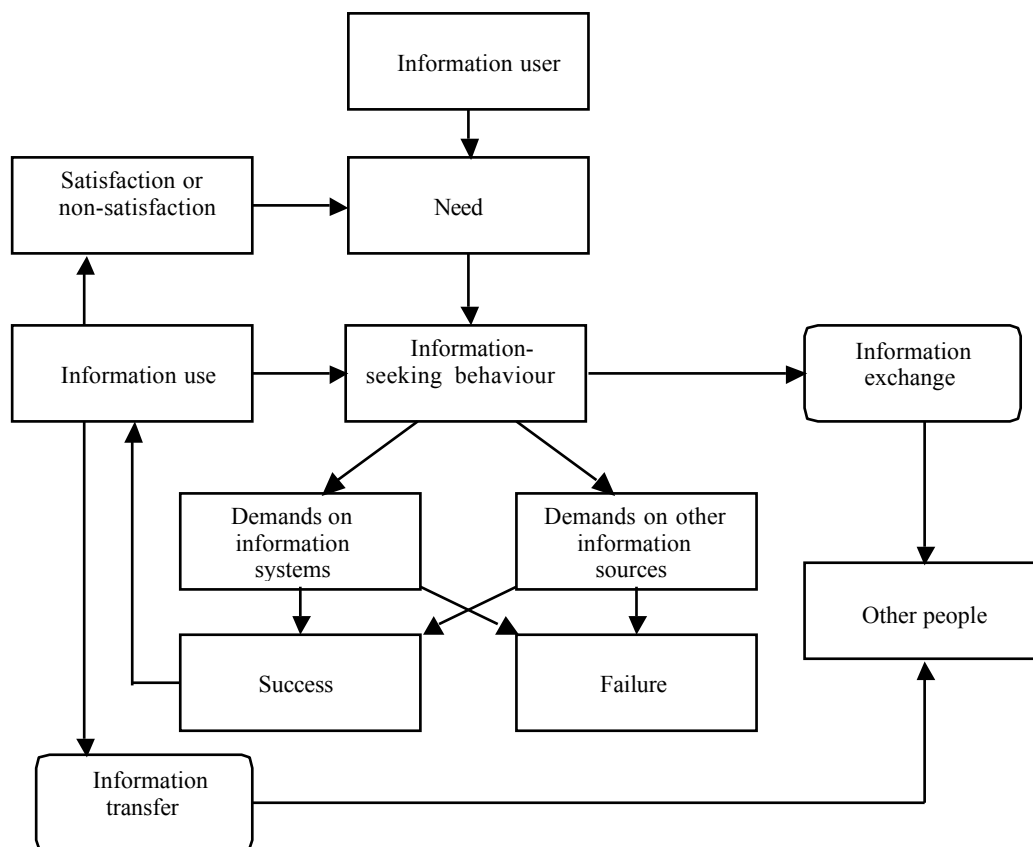 Information user
Satisfaction or
non-satisfaction
Need
Information use
Information-
seeking behaviour
Information
exchange
Demands on
information
systems
Demands on other
information
sources
Other people
Success
Failure
Information
transfer